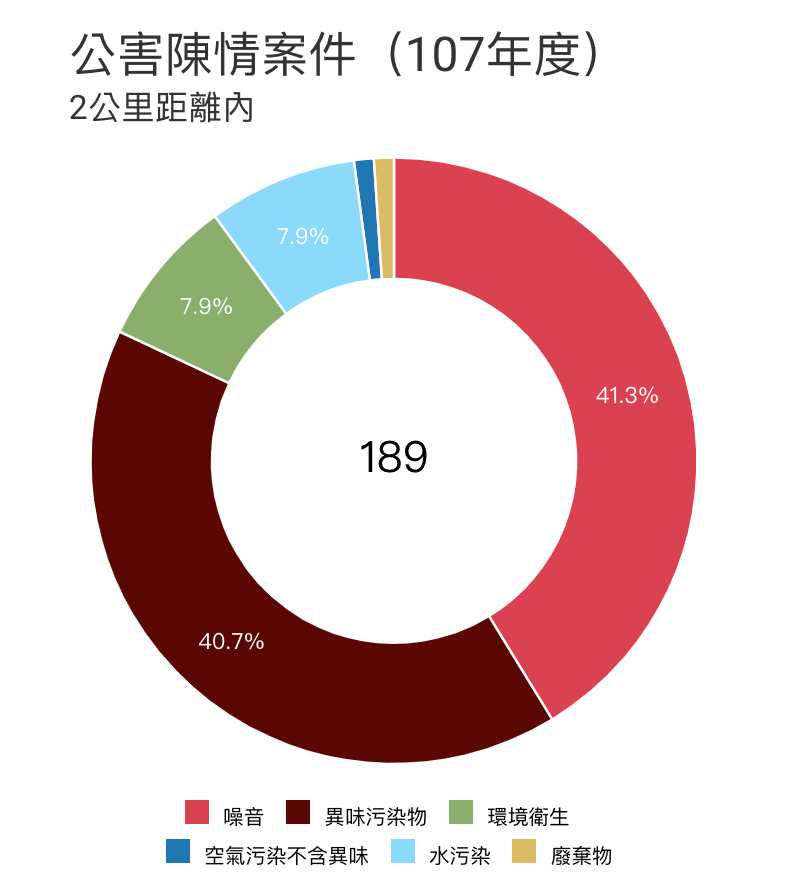 公害陳情案件（107年度）
2公里距離內
7.9%
7.9%
41.3%
189
40.7%
噪音 異味污染物 環境衛生
空氣污染不含異味 水污染 廢棄物